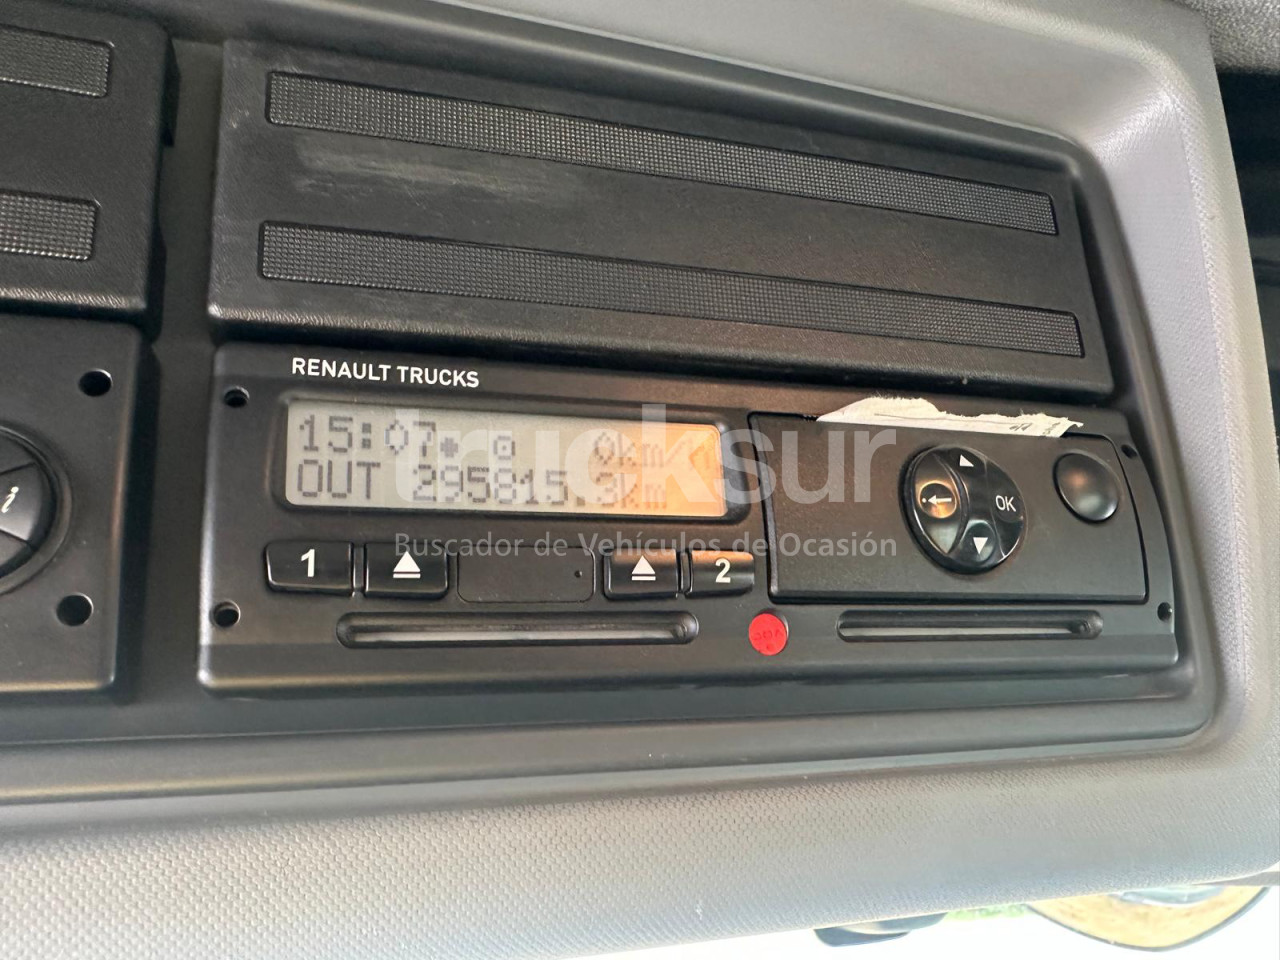 RENAULT TRUCKS
15:07 0km/h
OUT 295815.3km
trucksur
Buscador de Vehículos de Ocasión
i
1
2
OK